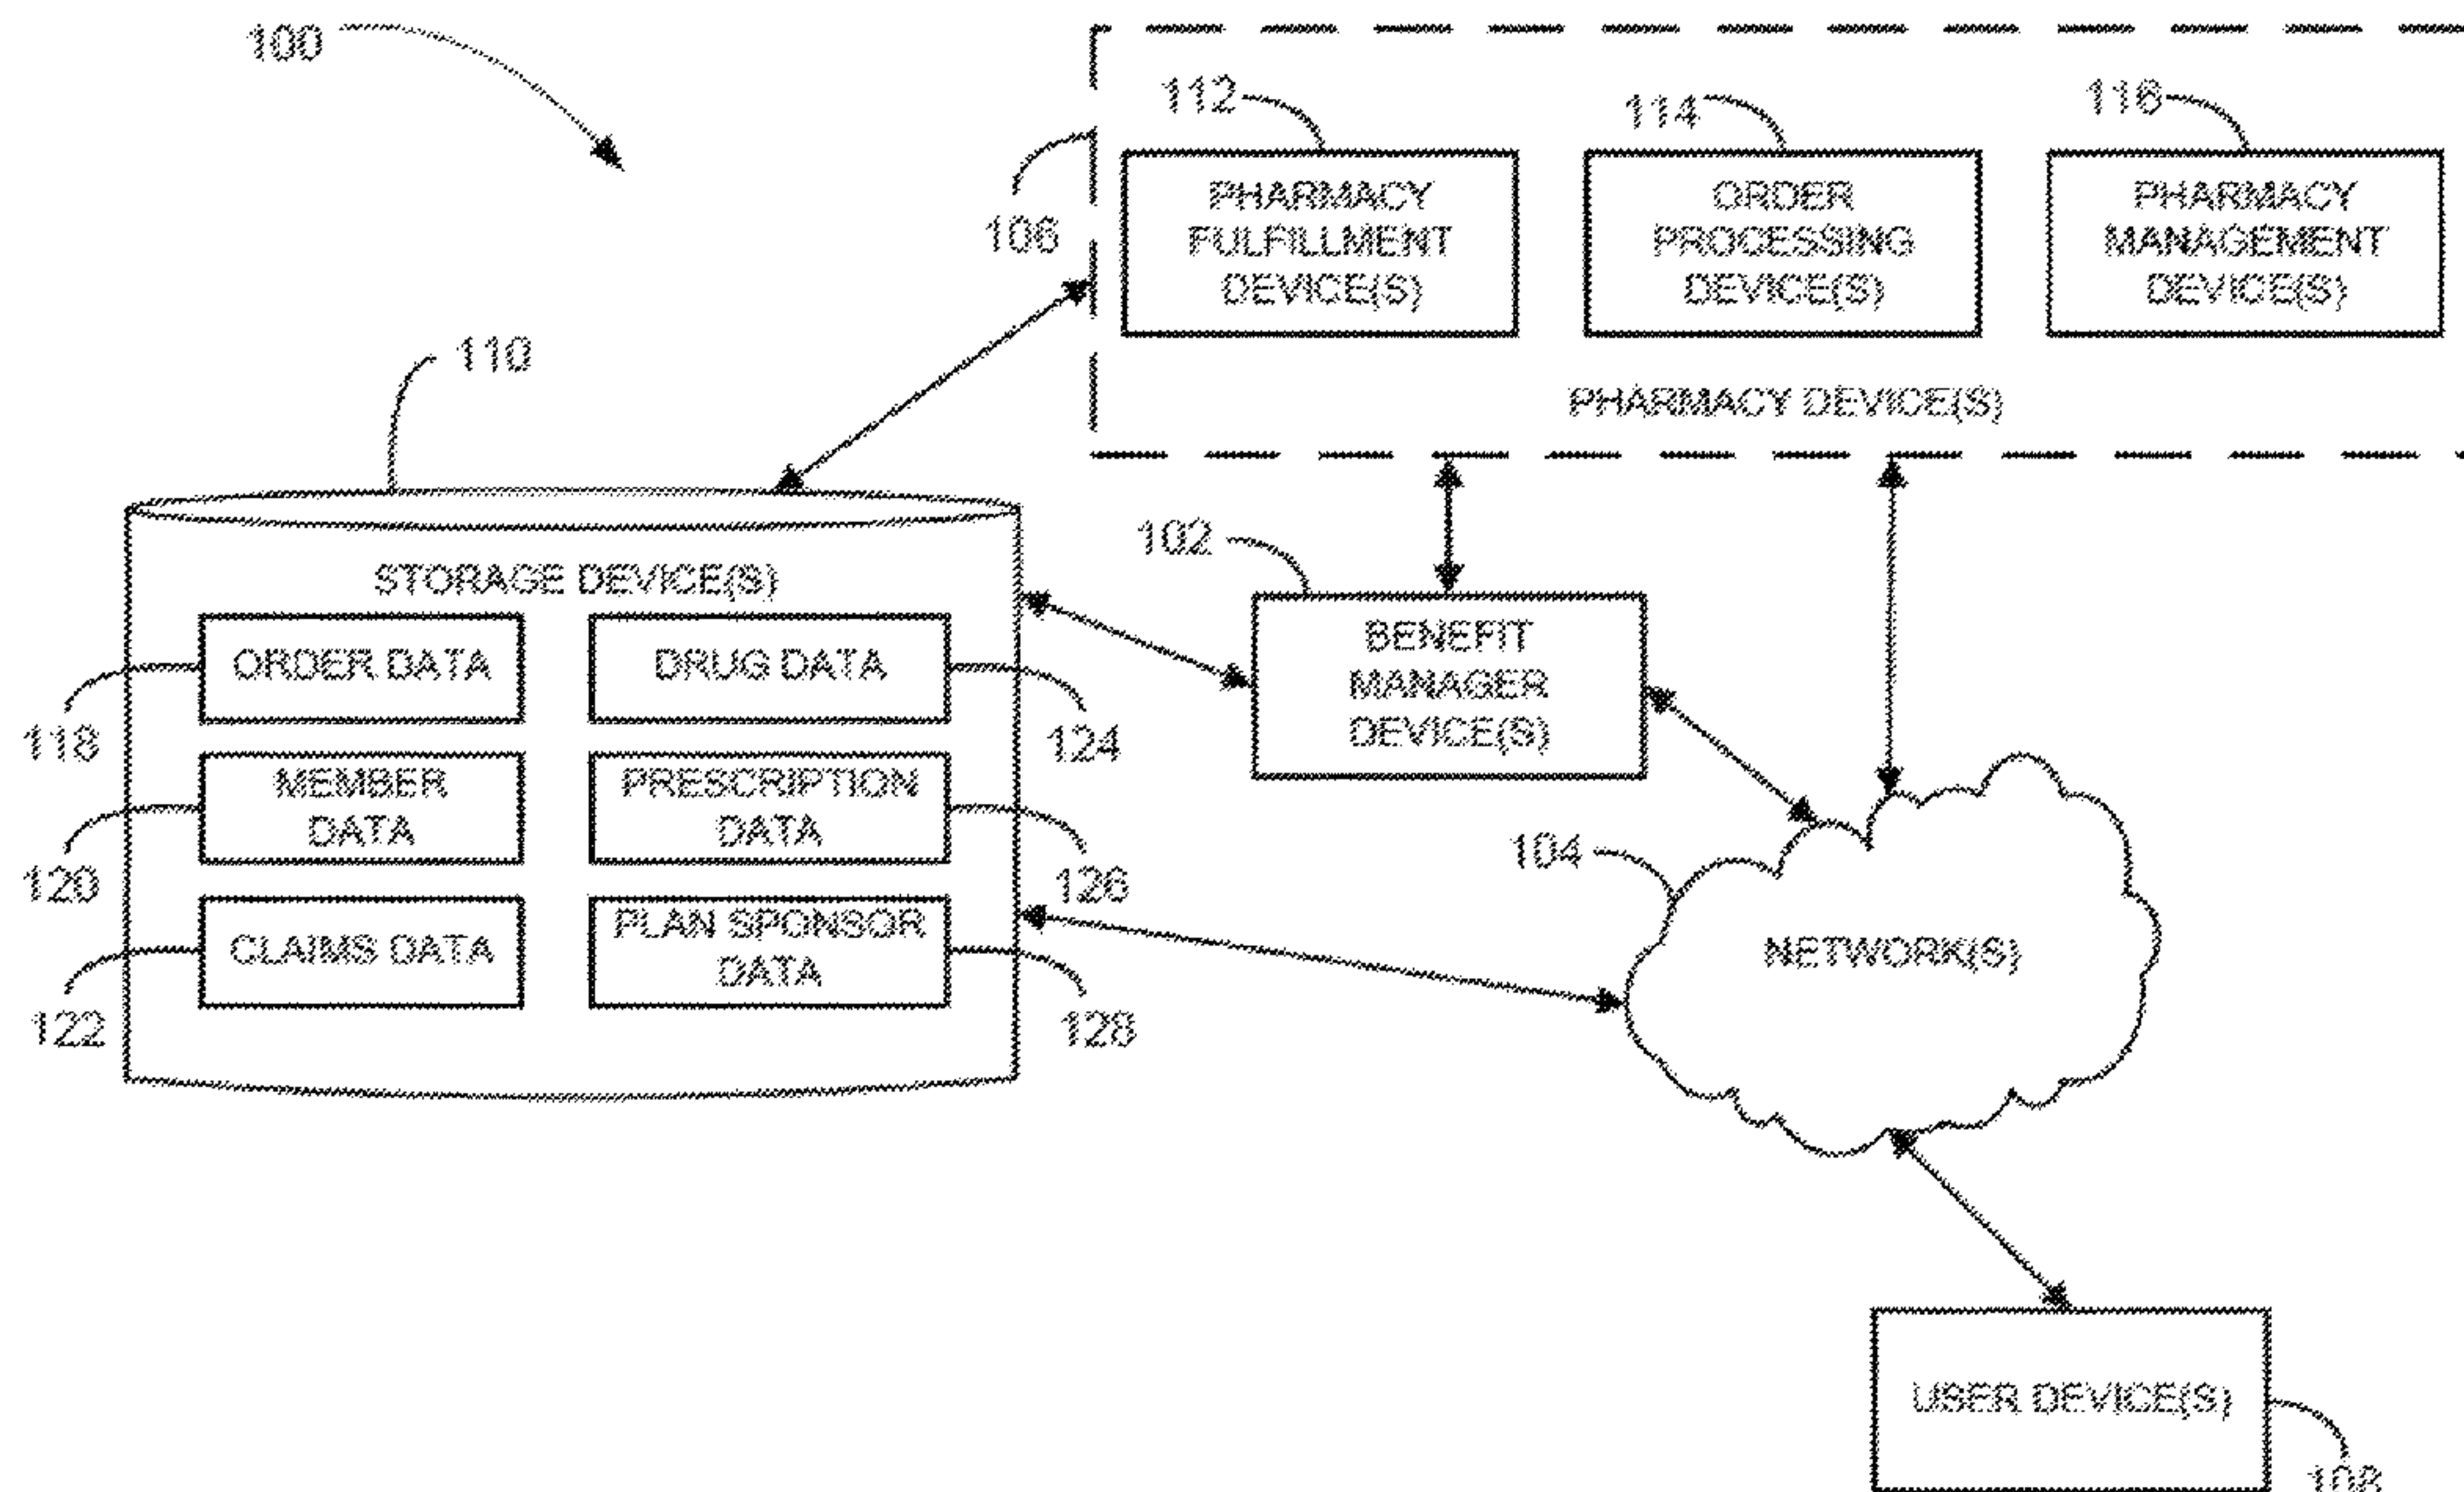 100
112
114
116
PHARMACY
FULFILLMENT
DEVICE(S)
ORDER
PROCESSING
DEVICE(S)
PHARMACY
MANAGEMENT
DEVICE(S)
106
PHARMACY DEVICE(S)
110
STORAGE DEVICE(S)
ORDER DATA
DRUG DATA
118
124
MEMBER
DATA
PRESCRIPTION
DATA
120
126
CLAIMS DATA
PLAN SPONSOR
DATA
122
128
102
BENEFIT
MANAGER
DEVICE(S)
104
NETWORK(S)
USER DEVICE(S)
108